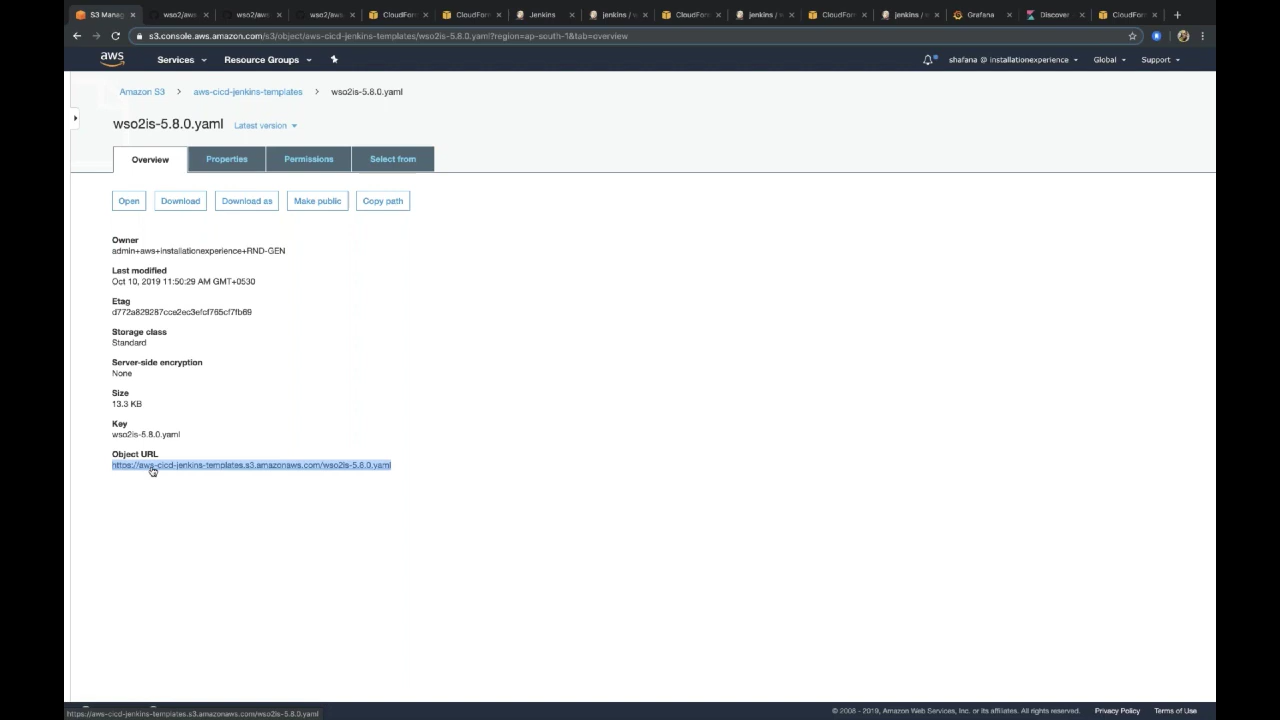 S3 Manag
wso2/aws
wso2/aws
wso2/aws
CloudFor
CloudFor
Jenkins
jenkins / w
CloudFor
jenkins / w
CloudFor
jenkins / w
Grafana
Discover
CloudFor
s3.console.aws.amazon.com/s3/object/aws-cicd-jenkins-templates/wso2is-5.8.0.yaml?region=ap-south-1&tab=overview
aws
Services
Resource Groups
shafana @ installationexperience
Global
Support
Amazon S3 > aws-cicd-jenkins-templates > wso2is-5.8.0.yaml
wso2is-5.8.0.yaml
Latest version
Overview
Properties
Permissions
Select from
Open
Download
Download as
Make public
Copy path
Owner
admin+aws+installationexperience+RND-GEN
Last modified
Oct 10, 2019 11:50:29 AM GMT+0530
Etag
d772a829287cce2ec3efcf765cf7fb69
Storage class
Standard
Server-side encryption
None
Size
13.3 KB
Key
wso2is-5.8.0.yaml
Object URL
https://aws-cicd-jenkins-templates.s3.amazonaws.com/wso2is-5.8.0.yaml
https://aws-cicd-jenkins-templates.s3.amazonaws.com/wso2is-5.8.0.yaml
© 2008 - 2019, Amazon Web Services, Inc. or its affiliates. All rights reserved.
Privacy Policy
Terms of Use